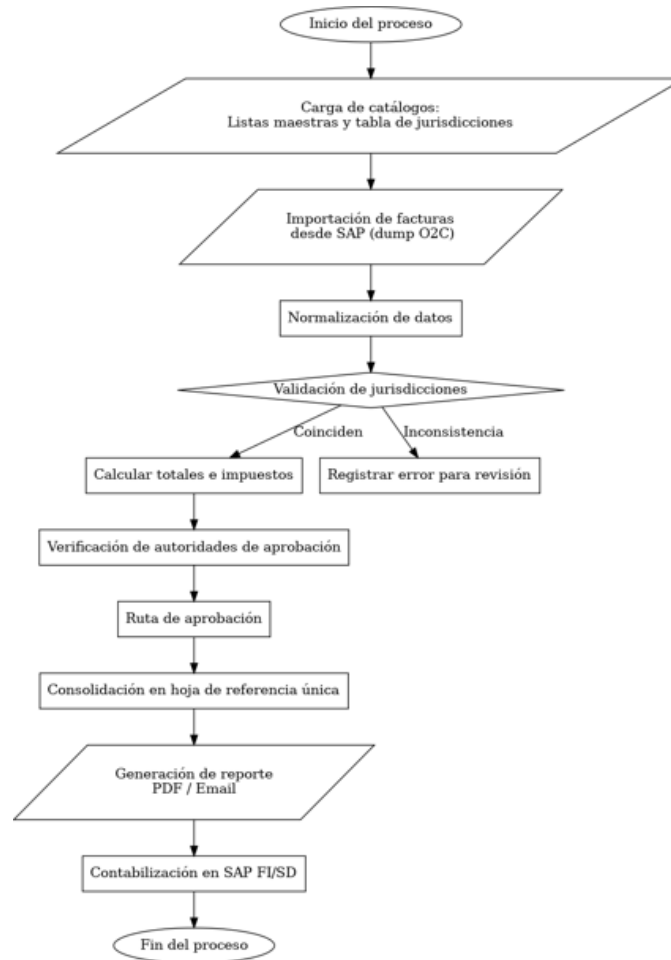 Inicio del proceso
Carga de catálogos:
Listas maestras y tabla de jurisdicciones
Importación de facturas
desde SAP (dump O2C)
Normalización de datos
Validación de jurisdicciones
Coinciden
Inconsistencia
Calcular totales e impuestos
Registrar error para revisión
Verificación de autoridades de aprobación
Ruta de aprobación
Consolidación en hoja de referencia única
Generación de reporte
PDF / Email
Contabilización en SAP FI/SD
Fin del proceso